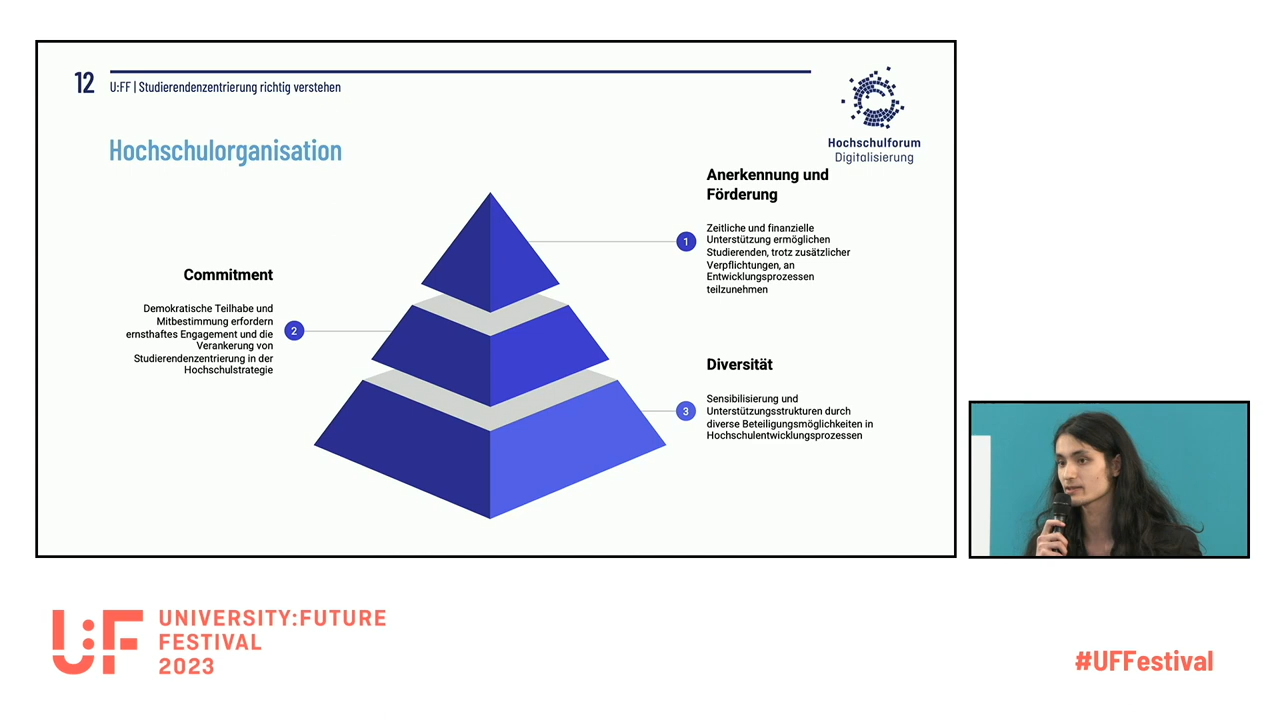 12
U:FF | Studierendenzentrierung richtig verstehen
Hochschulforum
Digitalisierung
Hochschulorganisation
Anerkennung und
Förderung
Zeitliche und finanzielle
Unterstützung ermöglichen
Studierenden, trotz zusätzlicher
Verpflichtungen, an
Entwicklungsprozessen
teilzunehmen
1
Commitment
Demokratische Teilhabe und
Mitbestimmung erfordern
ernsthaftes Engagement und die
Verankerung von
Studierendenzentrierung in der
Hochschulstrategie
2
Diversität
Sensibilisierung und
Unterstützungsstrukturen durch
diverse Beteiligungsmöglichkeiten in
Hochschulentwicklungsprozessen
3
U:F
UNIVERSITY:FUTURE
FESTIVAL
2023
#UFFestival